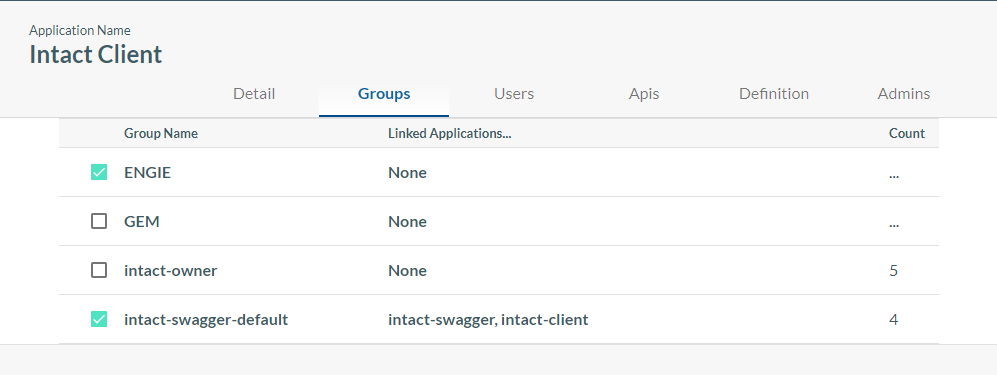 Application Name
Intact Client
Detail Groups Users Apis Definition Admins
Group Name Linked Applications... Count
ENGIE None ...
GEM None ...
intact-owner None 5
intact-swagger-default intact-swagger, intact-client 4